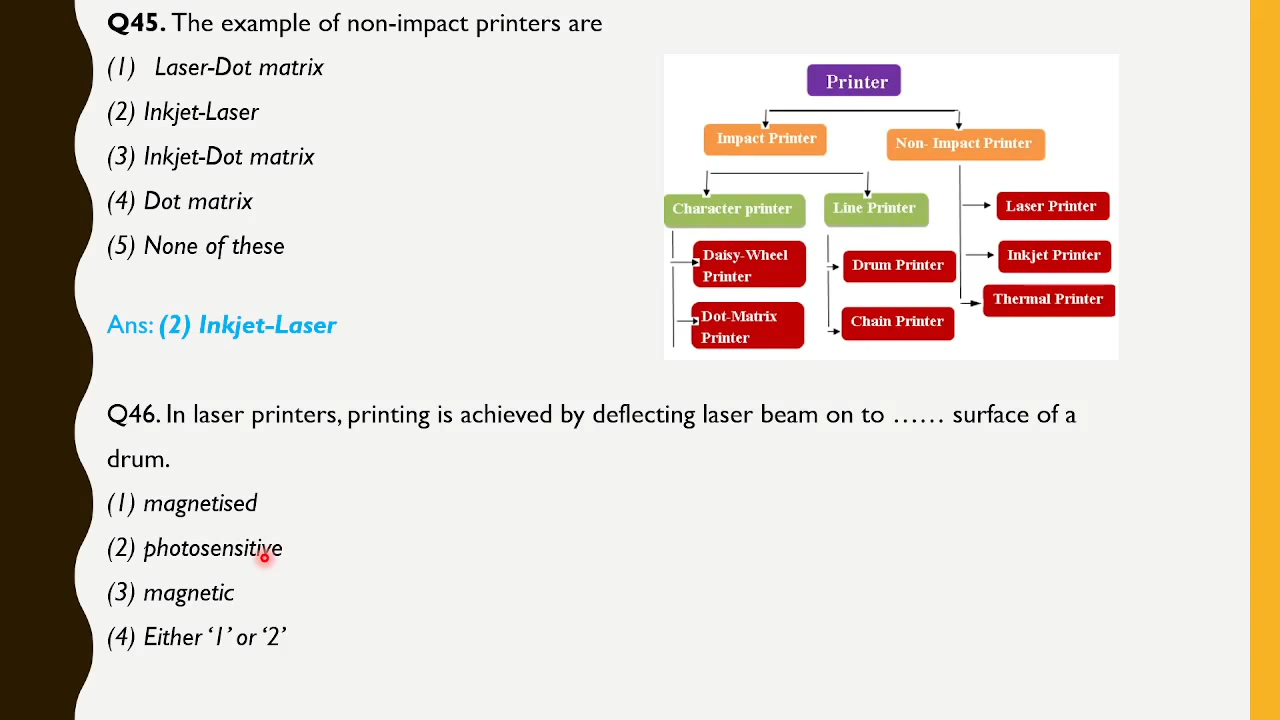 Q45. The example of non-impact printers are
(1) Laser-Dot matrix
(2) Inkjet-Laser
(3) Inkjet-Dot matrix
(4) Dot matrix
(5) None of these
Ans: (2) Inkjet-Laser
Printer
Impact Printer
Non- Impact Printer
Character printer
Line Printer
Laser Printer
Daisy-Wheel
Printer
Drum Printer
Inkjet Printer
Thermal Printer
Dot-Matrix
Printer
Chain Printer
Q46. In laser printers, printing is achieved by deflecting laser beam on to …… surface of a
drum.
(1) magnetised
(2) photosensitive
(3) magnetic
(4) Either ‘1’ or ‘2’